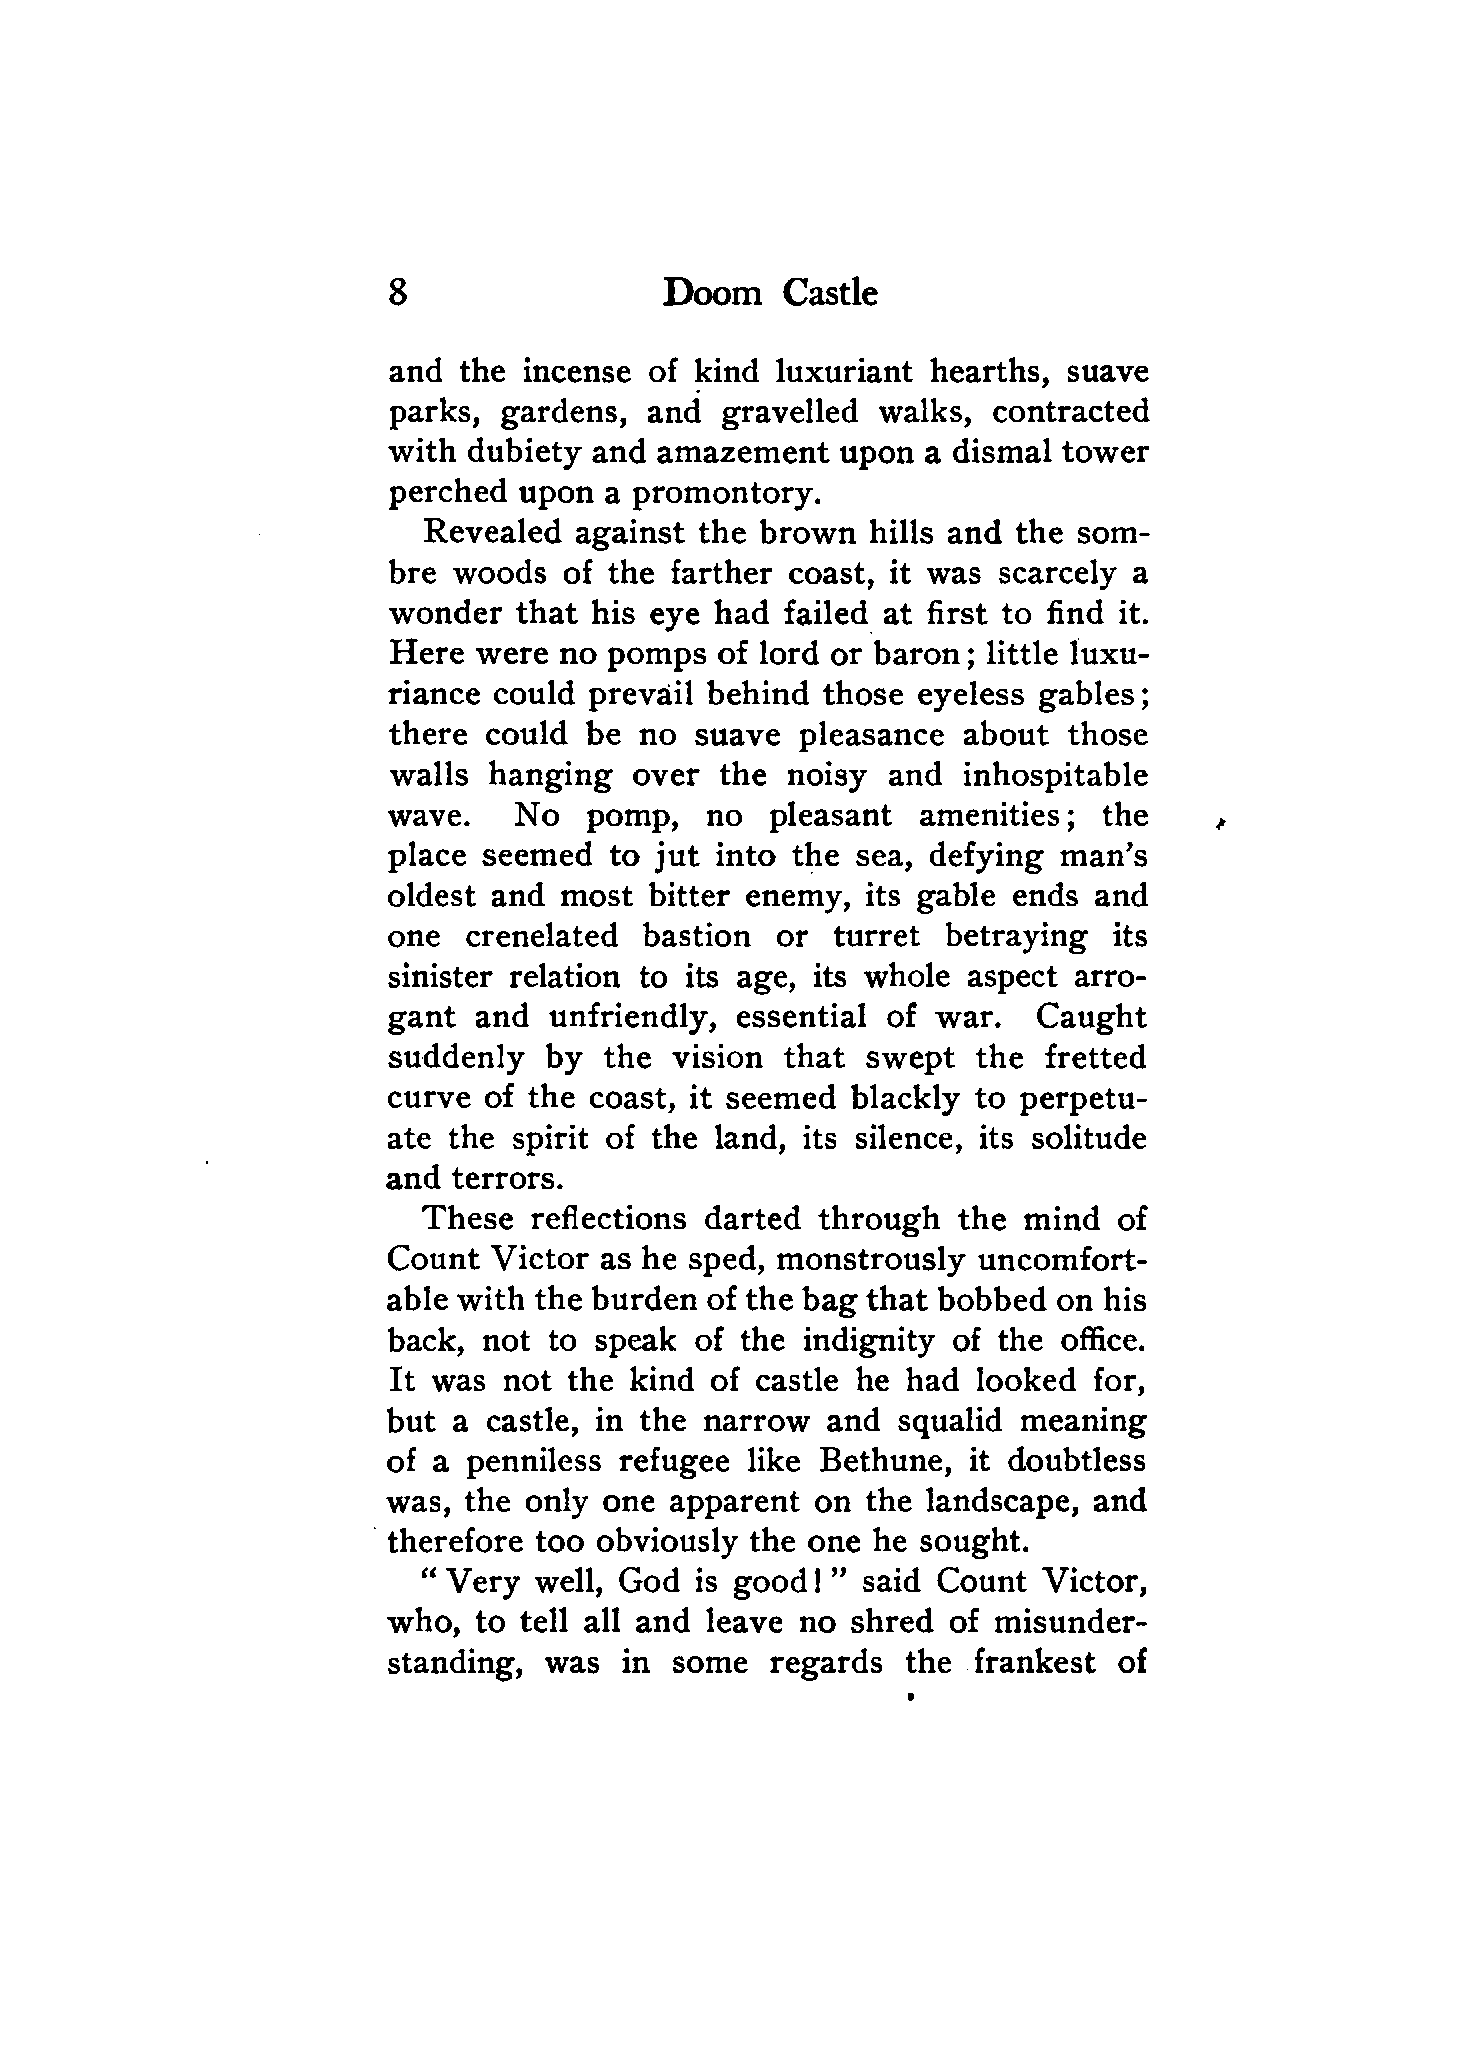 8 Doom Castle
and the incense of kind luxuriant hearths, suave
parks, gardens, and gravelled walks, contracted
with dubiety and amazement upon a dismal tower
perched upon a promontory.
Revealed against the brown hills and the som-
bre woods of the farther coast, it was scarcely a
wonder that his eye had failed at first to find it.
Here were no pomps of lord or baron; little luxu-
riance could prevail behind those eyeless gables;
there could be no suave pleasance about those
walls hanging over the noisy and inhospitable
wave. No pomp, no pleasant amenities; the
place seemed to jut into the sea, defying man's
oldest and most bitter enemy, its gable ends and
one crenelated bastion or turret betraying its
sinister relation to its age, its whole aspect arro-
gant and unfriendly, essential of war. Caught
suddenly by the vision that swept the fretted
curve of the coast, it seemed blackly to perpetu-
ate the spirit of the land, its silence, its solitude
and terrors.
These reflections darted through the mind of
Count Victor as he sped, monstrously uncomfort-
able with the burden of the bag that bobbed on his
back, not to speak of the indignity of the office.
It was not the kind of castle he had looked for,
but a castle, in the narrow and squalid meaning
of a penniless refugee like Bethune, it doubtless
was, the only one apparent on the landscape, and
therefore too obviously the one he sought.
"Very well, God is good!" said Count Victor,
who, to tell all and leave no shred of misunder-
standing, was in some regards the frankest of